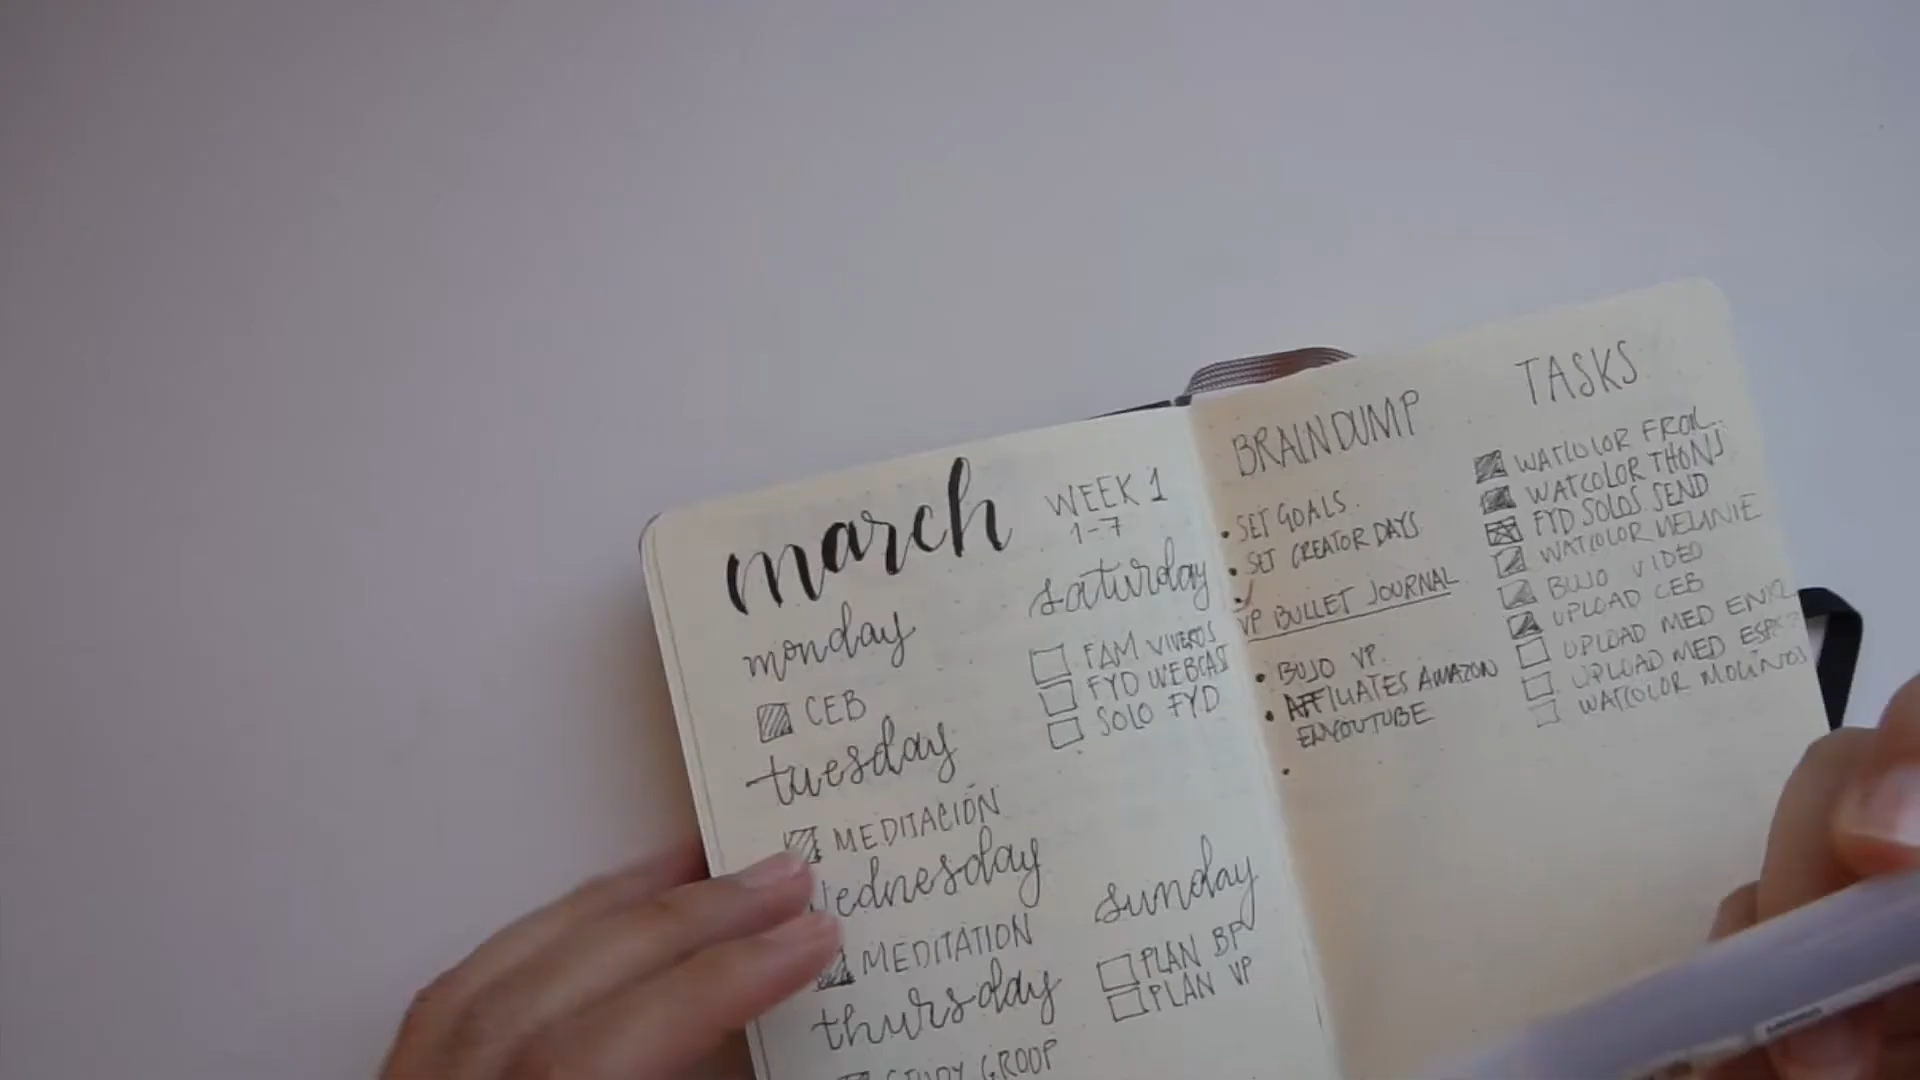 march
WEEK 1
1-7
monday
CEB
tuesday
MEDITACIÓN
wednesday
MEDITATION
thursday
STUDY GROOP
saturday
FAM VIVEROS
FYD WEBCAST
SOLO FYD
sunday
PLAN BP
PLAN VP
BRAINDUMP
• SET GOALS
• SET CREATOR DAYS
VP BULLET JOURNAL
• BUJO VP.
• AFFILIATES AMAZON
EN YOUTUBE
•
TASKS
WATCOLOR
WATCOLOR THONJ
FYD SOLOS SEND
WATCOLOR MELANIE
BUJO VIDEO
UPLOAD CEB
UPLOAD MED
UPLOAD MED
WATCOLOR MOLINOS